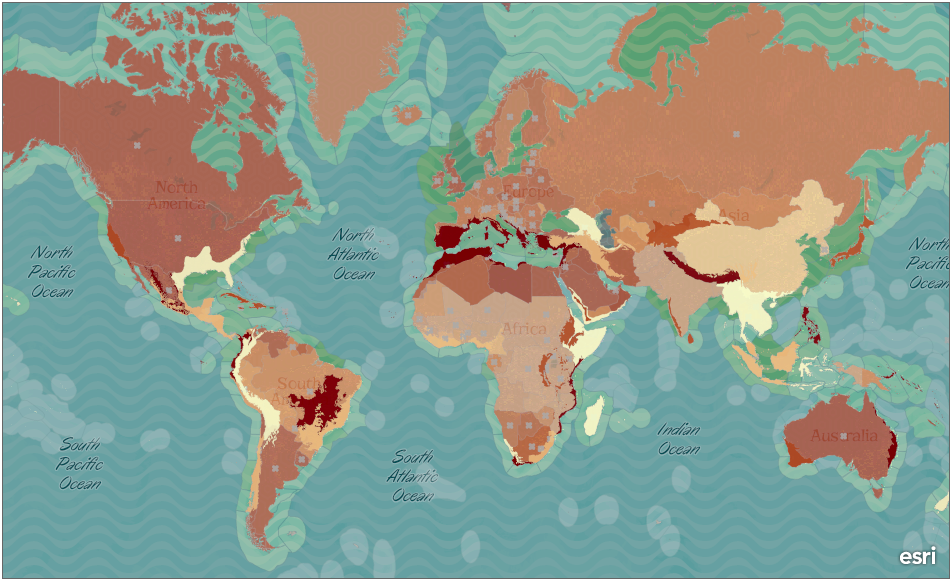 North
America
Europe
Asia
North
Pacific
Ocean
North
Atlantic
Ocean
North
Pacific
Ocean
Africa
South
South
Pacific
Ocean
South
Atlantic
Ocean
Indian
Ocean
Australia
esri